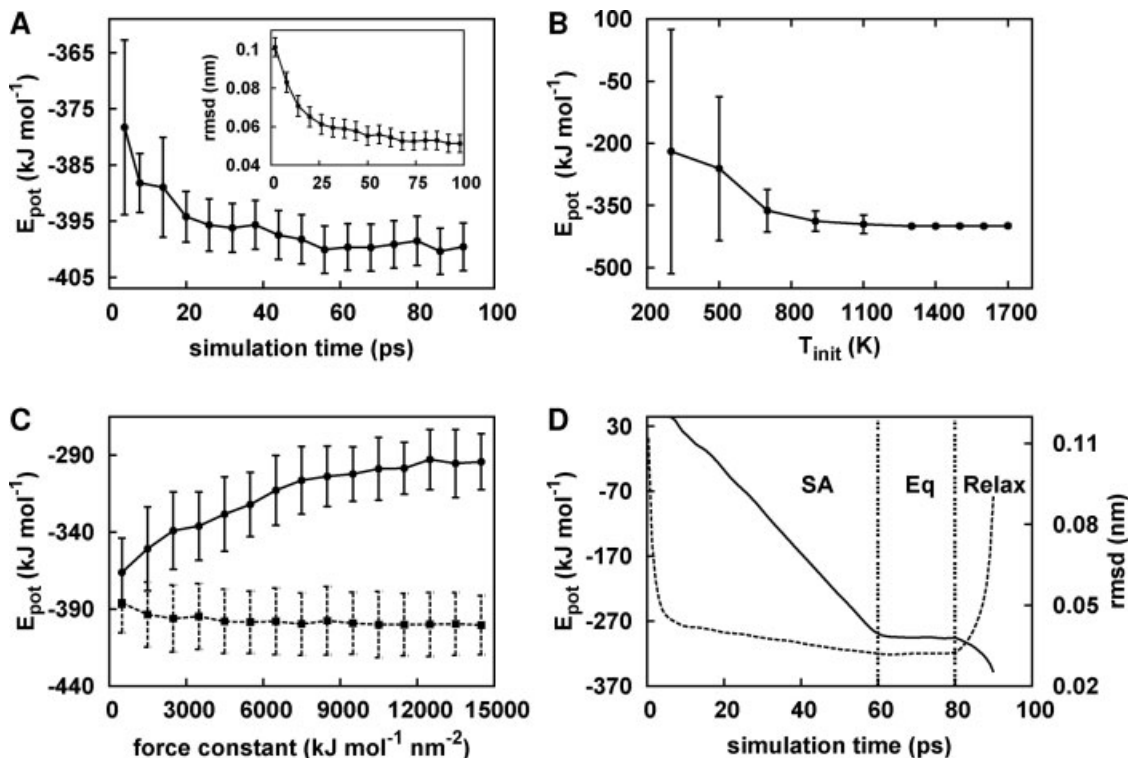 A
E_pot (kJ mol⁻¹)
-365
-375
-385
-395
-405
0 20 40 60 80 100
simulation time (ps)
rmsd (nm)
0.1
0.08
0.06
0.04
0 25 50 75 100
B
E_pot (kJ mol⁻¹)
100
-50
-200
-350
-500
200 500 800 1100 1400 1700
T_init (K)
C
E_pot (kJ mol⁻¹)
-290
-340
-390
-440
0 3000 6000 9000 12000 15000
force constant (kJ mol⁻¹ nm⁻²)
D
E_pot (kJ mol⁻¹)
30
-70
-170
-270
-370
SA Eq Relax
0.11
0.08
0.05
0.02
rmsd (nm)
0 20 40 60 80 100
simulation time (ps)